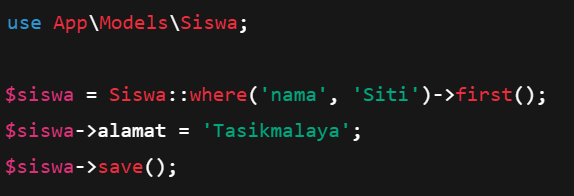 use App\Models\Siswa;
$siswa = Siswa::where('nama', 'Siti')->first();
$siswa->alamat = 'Tasikmalaya';
$siswa->save();